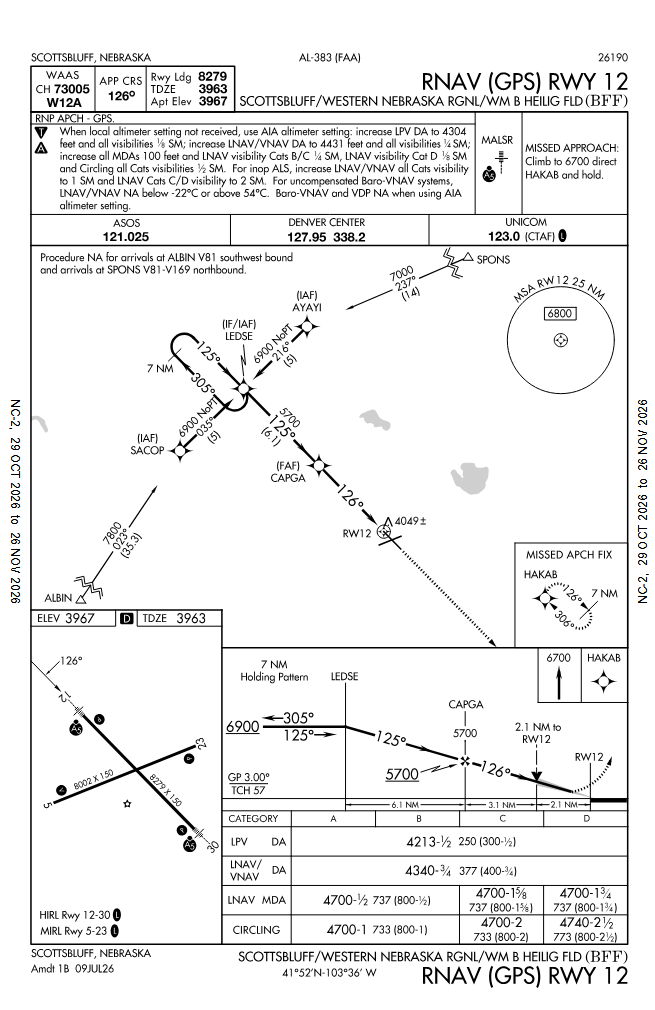 SCOTTSBLUFF, NEBRASKA
AL-383 (FAA)
26190
WAAS
CH 73005
W12A
APP CRS
126°
Rwy Ldg 8279
TDZE 3963
Apt Elev 3967
RNAV (GPS) RWY 12
SCOTTSBLUFF/WESTERN NEBRASKA RGNL/WM B HEILIG FLD (BFF)
RNP APCH - GPS.
T
A
When local altimeter setting not received, use AIA altimeter setting: increase LPV DA to 4304
feet and all visibilities ⅛ SM; increase LNAV/VNAV DA to 4431 feet and all visibilities ¼ SM;
increase all MDAs 100 feet and LNAV visibility Cats B/C ¼ SM, LNAV visibility Cat D ⅛ SM
and Circling all Cats visibilities ½ SM. For inop ALS, increase LNAV/VNAV all Cats visibility
to 1 SM and LNAV Cats C/D visibility to 2 SM. For uncompensated Baro-VNAV systems,
LNAV/VNAV NA below -22°C or above 54°C. Baro-VNAV and VDP NA when using AIA
altimeter setting.
MALSR
A5
MISSED APPROACH:
Climb to 6700 direct
HAKAB and hold.
ASOS
121.025
DENVER CENTER
127.95 338.2
UNICOM
123.0 (CTAF) L
Procedure NA for arrivals at ALBIN V81 southwest bound
and arrivals at SPONS V81-V169 northbound.
SPONS
7000
237°
(14)
MSA RW12 25 NM
6800
(IAF)
AYAYI
(IF/IAF)
LEDSE
6900 NoPT
216°
(5)
7 NM
125°
305°
6900 NoPT
035°
(5)
(IAF)
SACOP
5700
125°
(6.1)
(FAF)
CAPGA
126°
RW12
4049±
7800
023°
(35.3)
ALBIN
MISSED APCH FIX
HAKAB
126°
306°
7 NM
NC-2, 29 OCT 2026 to 26 NOV 2026
NC-2, 29 OCT 2026 to 26 NOV 2026
ELEV 3967
D
TDZE 3963
126°
12
A5
23
8002 X 150
8279 X 150
5
A5
30
HIRL Rwy 12-30 L
MIRL Rwy 5-23 L
7 NM
Holding Pattern
LEDSE
6700
HAKAB
6900
305°
125°
125°
CAPGA
5700
5700
126°
2.1 NM to
RW12
RW12
GP 3.00°
TCH 57
6.1 NM
3.1 NM
2.1 NM
CATEGORY A B C D
LPV DA 4213-½ 250 (300-½)
LNAV/
VNAV DA 4340-¾ 377 (400-¾)
LNAV MDA 4700-½ 737 (800-½) 4700-1⅝ 737 (800-1⅝) 4700-1¾ 737 (800-1¾)
CIRCLING 4700-1 733 (800-1) 4700-2 733 (800-2) 4740-2½ 773 (800-2½)
SCOTTSBLUFF, NEBRASKA
Amdt 1B 09JUL26
41°52'N-103°36' W
SCOTTSBLUFF/WESTERN NEBRASKA RGNL/WM B HEILIG FLD (BFF)
RNAV (GPS) RWY 12